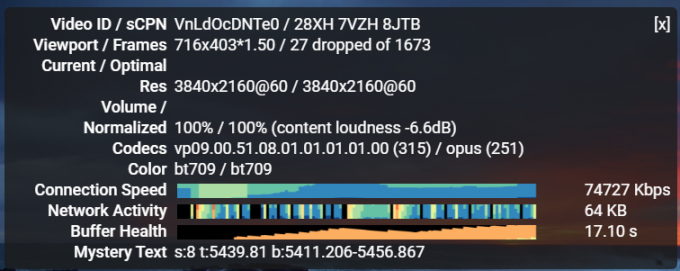 Video ID / sCPN VnLdOcDNTe0 / 28XH 7VZH 8JTB [x]
Viewport / Frames 716x403*1.50 / 27 dropped of 1673
Current / Optimal
Res 3840x2160@60 / 3840x2160@60
Volume /
Normalized 100% / 100% (content loudness -6.6dB)
Codecs vp09.00.51.08.01.01.01.01.00 (315) / opus (251)
Color bt709 / bt709
Connection Speed 74727 Kbps
Network Activity 64 KB
Buffer Health 17.10 s
Mystery Text s:8 t:5439.81 b:5411.206-5456.867